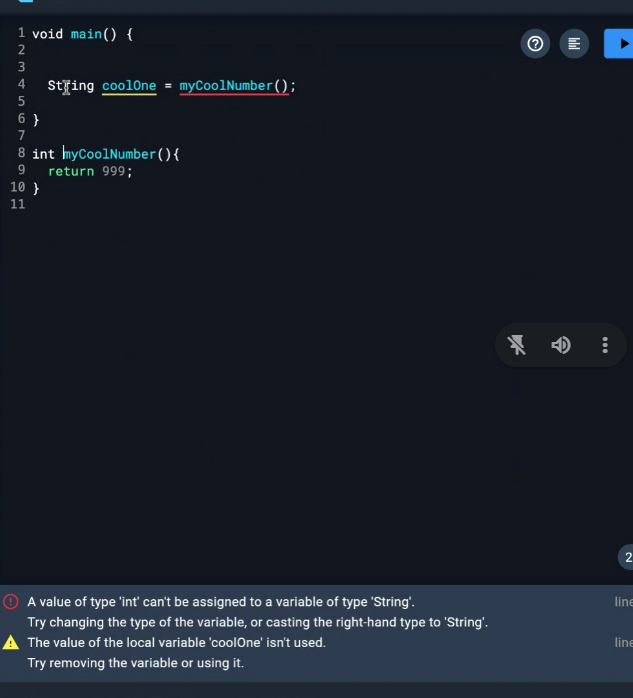 1 void main() {
2
3
4 String coolOne = myCoolNumber();
5
6 }
7
8 int myCoolNumber(){
9 return 999;
10 }
11
2
A value of type 'int' can't be assigned to a variable of type 'String'. line
Try changing the type of the variable, or casting the right-hand type to 'String'.
The value of the local variable 'coolOne' isn't used. line
Try removing the variable or using it.